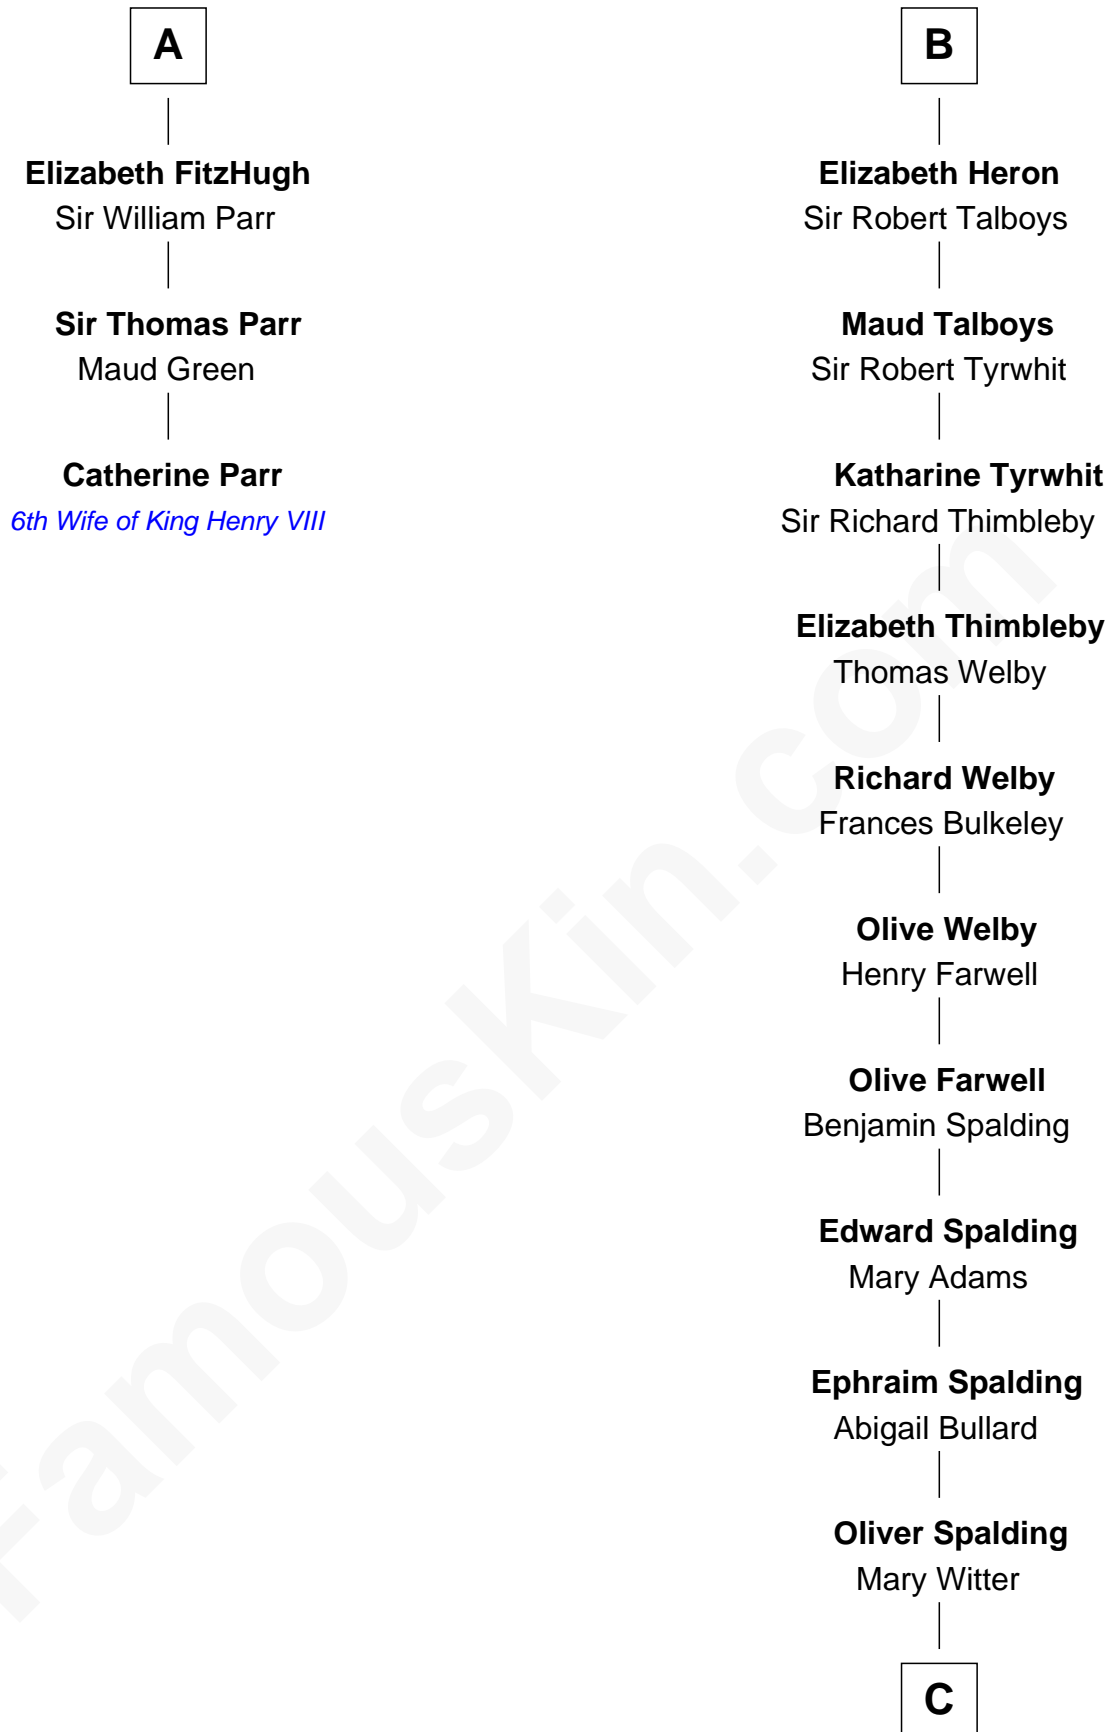 A
Elizabeth FitzHugh
Sir William Parr
Sir Thomas Parr
Maud Green
Catherine Parr
6th Wife of King Henry VIII
B
Elizabeth Heron
Sir Robert Talboys
Maud Talboys
Sir Robert Tyrwhit
Katharine Tyrwhit
Sir Richard Thimbleby
Elizabeth Thimbleby
Thomas Welby
Richard Welby
Frances Bulkeley
Olive Welby
Henry Farwell
Olive Farwell
Benjamin Spalding
Edward Spalding
Mary Adams
Ephraim Spalding
Abigail Bullard
Oliver Spalding
Mary Witter
C
FamousKin.com